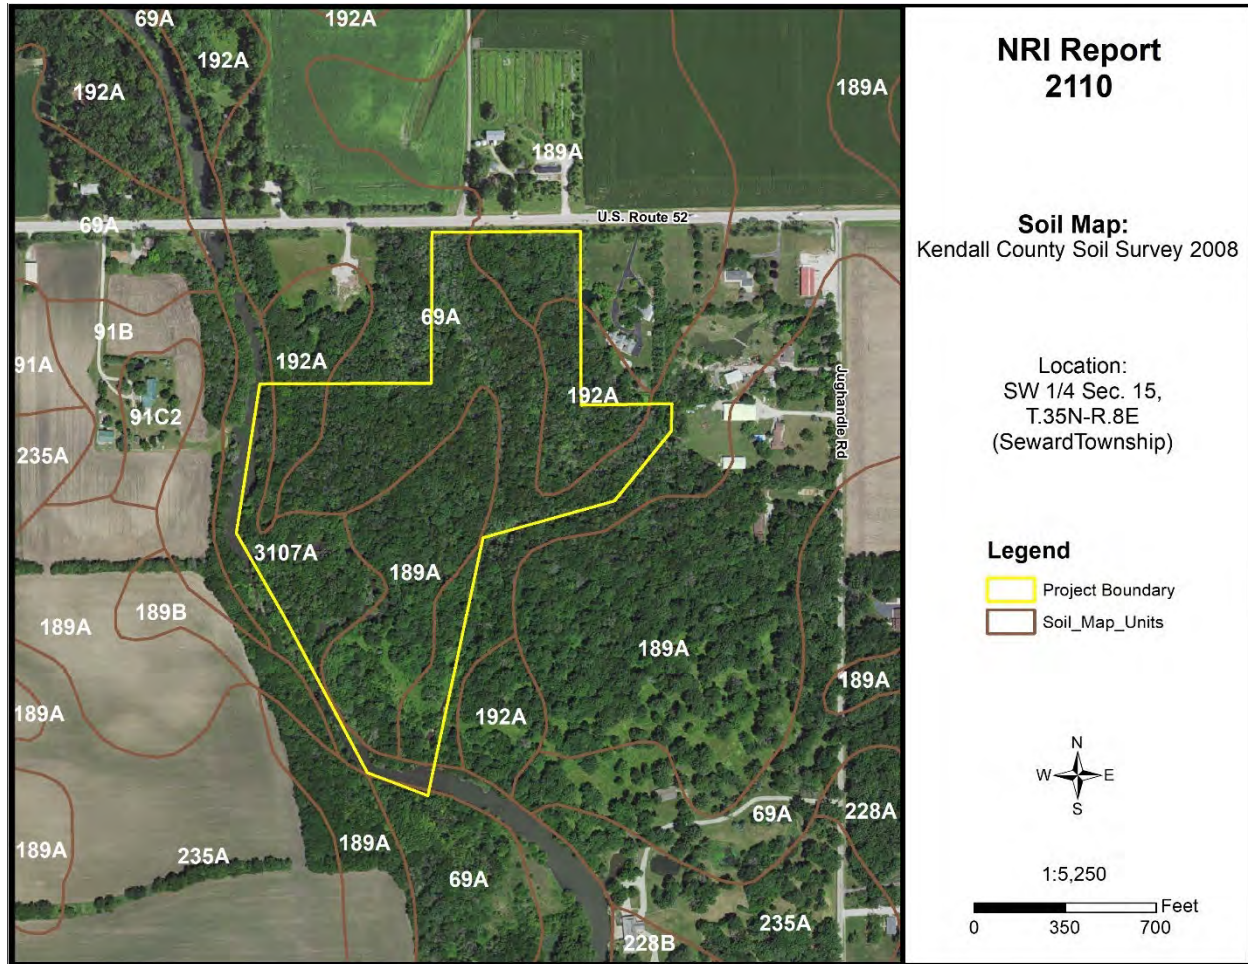 69A
192A
192A
192A
189A
189A
U.S. Route 52
69A
69A
91B
192A
91A
192A
Jughandle Rd
91C2
235A
3107A
189A
189B
189A
189A
189A
189A
192A
69A
228A
189A
189A
235A
69A
228B
235A
NRI Report
2110
Soil Map:
Kendall County Soil Survey 2008
Location:
SW 1/4 Sec. 15,
T.35N-R.8E
(SewardTownship)
Legend
Project Boundary
Soil_Map_Units
N
W
E
S
1:5,250
Feet
0
350
700